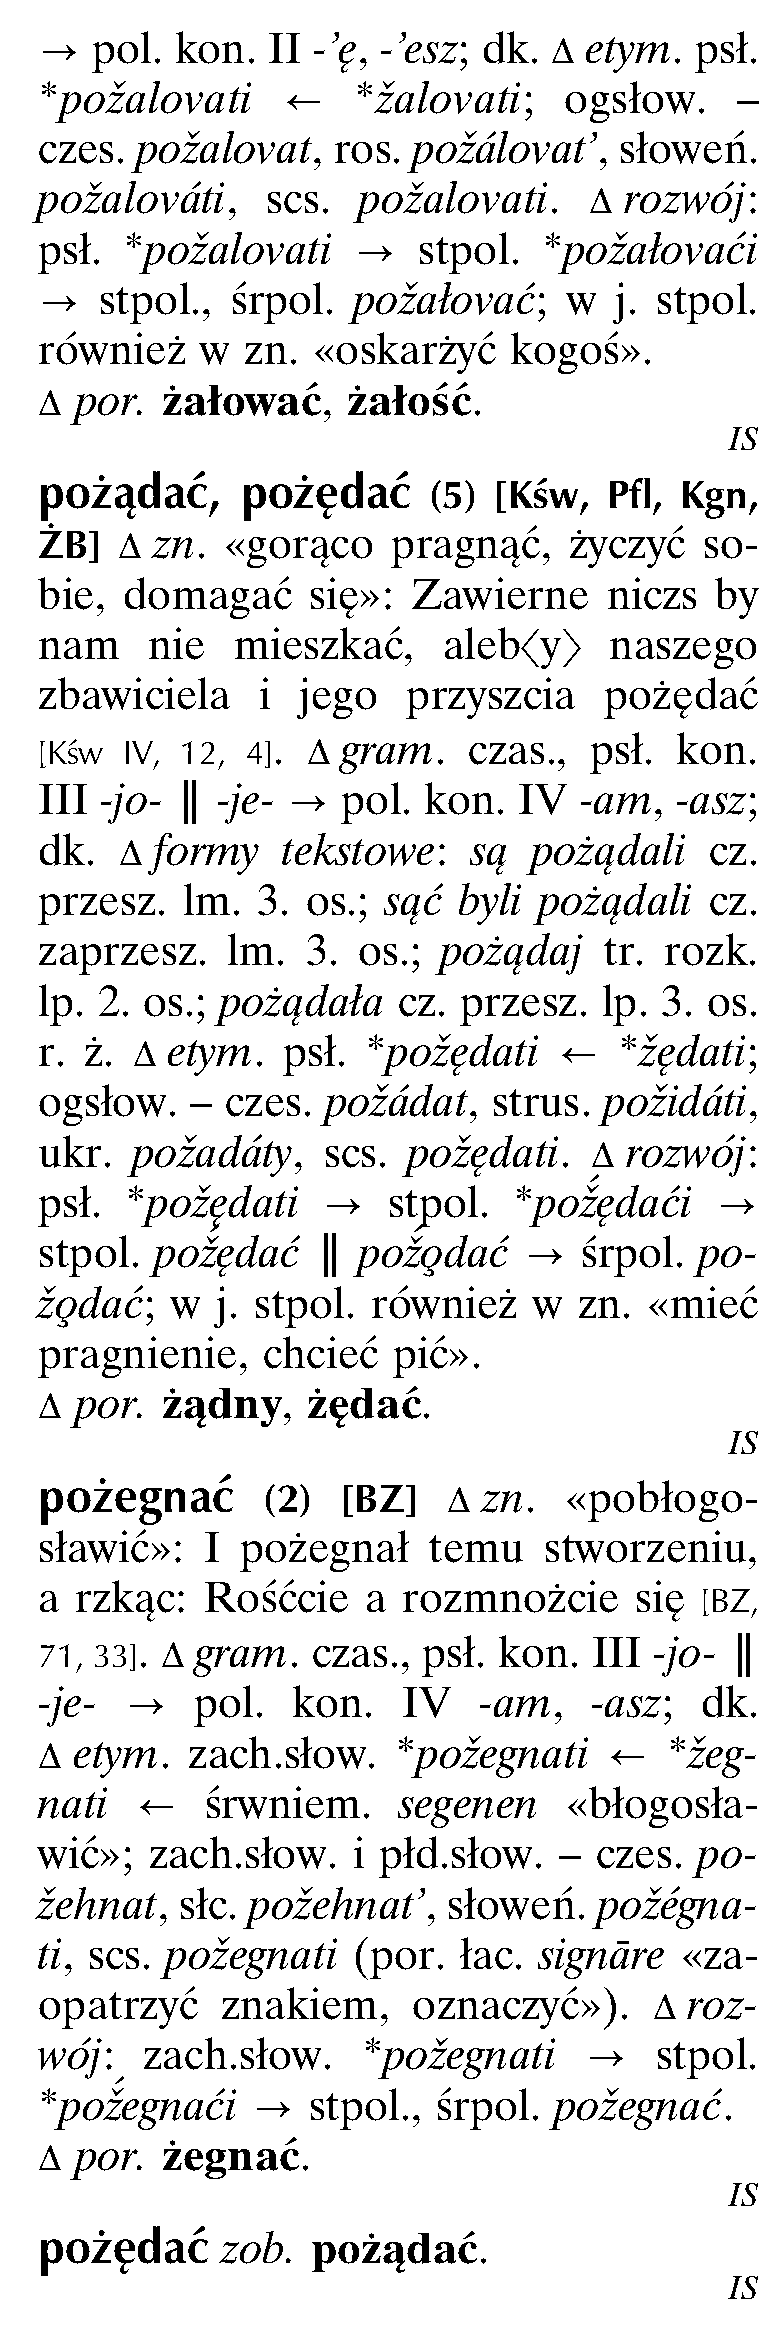 → pol. kon. II -’ę, -’esz; dk. ∆ etym. psł.
*požalovati ← *žalovati; ogsłow. –
czes. požalovat, ros. požálovat’, słoweń.
požalováti, scs. požalovati. ∆ rozwój:
psł. *požalovati → stpol. *požałovaći
→ stpol., śrpol. požałovać; w j. stpol.
również w zn. «oskarżyć kogoś».
∆ por. żałować, żałość.
IS
pożądać, pożędać (5) [Kśw, Pfl, Kgn,
ŻB] ∆ zn. «gorąco pragnąć, życzyć so-
bie, domagać się»: Zawierne niczs by
nam nie mieszkać, aleb⟨y⟩ naszego
zbawiciela i jego przyszcia pożędać
[Kśw IV, 12, 4]. ∆ gram. czas., psł. kon.
III -jo- ‖ -je- → pol. kon. IV -am, -asz;
dk. ∆ formy tekstowe: są pożądali cz.
przesz. lm. 3. os.; sąć byli pożądali cz.
zaprzesz. lm. 3. os.; pożądaj tr. rozk.
lp. 2. os.; pożądała cz. przesz. lp. 3. os.
r. ż. ∆ etym. psł. *požędati ← *žędati;
ogsłow. – czes. požádat, strus. požidáti,
ukr. požadáty, scs. požędati. ∆ rozwój:
psł. *požędati → stpol. *pož́ędaći →
stpol. pož́ędać ‖ pož́ǫdać → śrpol. po-
žǫdać; w j. stpol. również w zn. «mieć
pragnienie, chcieć pić».
∆ por. żądny, żędać.
IS
pożegnać (2) [BZ] ∆ zn. «pobłogo-
sławić»: I pożegnał temu stworzeniu,
a rzkąc: Rośćcie a rozmnożcie się [BZ,
71, 33]. ∆ gram. czas., psł. kon. III -jo- ‖
-je- → pol. kon. IV -am, -asz; dk.
∆ etym. zach.słow. *požegnati ← *žeg-
nati ← śrwniem. segenen «błogosła-
wić»; zach.słow. i płd.słow. – czes. po-
žehnat, słc. požehnat’, słoweń. požégna-
ti, scs. požegnati (por. łac. signāre «za-
opatrzyć znakiem, oznaczyć»). ∆ roz-
wój: zach.słow. *požegnati → stpol.
*pož́egnaći → stpol., śrpol. požegnać.
∆ por. żegnać.
IS
pożędać zob. pożądać.
IS